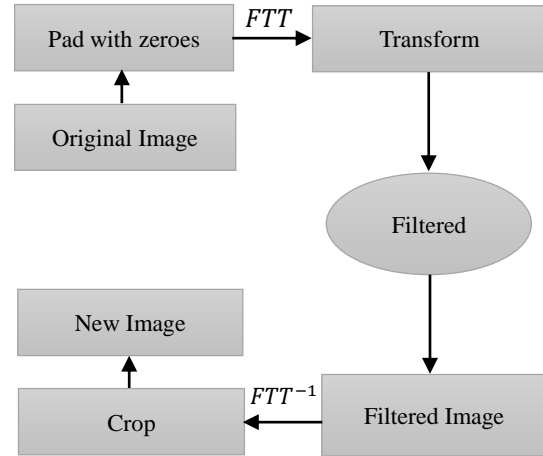 Pad with zeroes
FTT
Transform
Original Image
Filtered
New Image
Crop
FTT⁻¹
Filtered Image